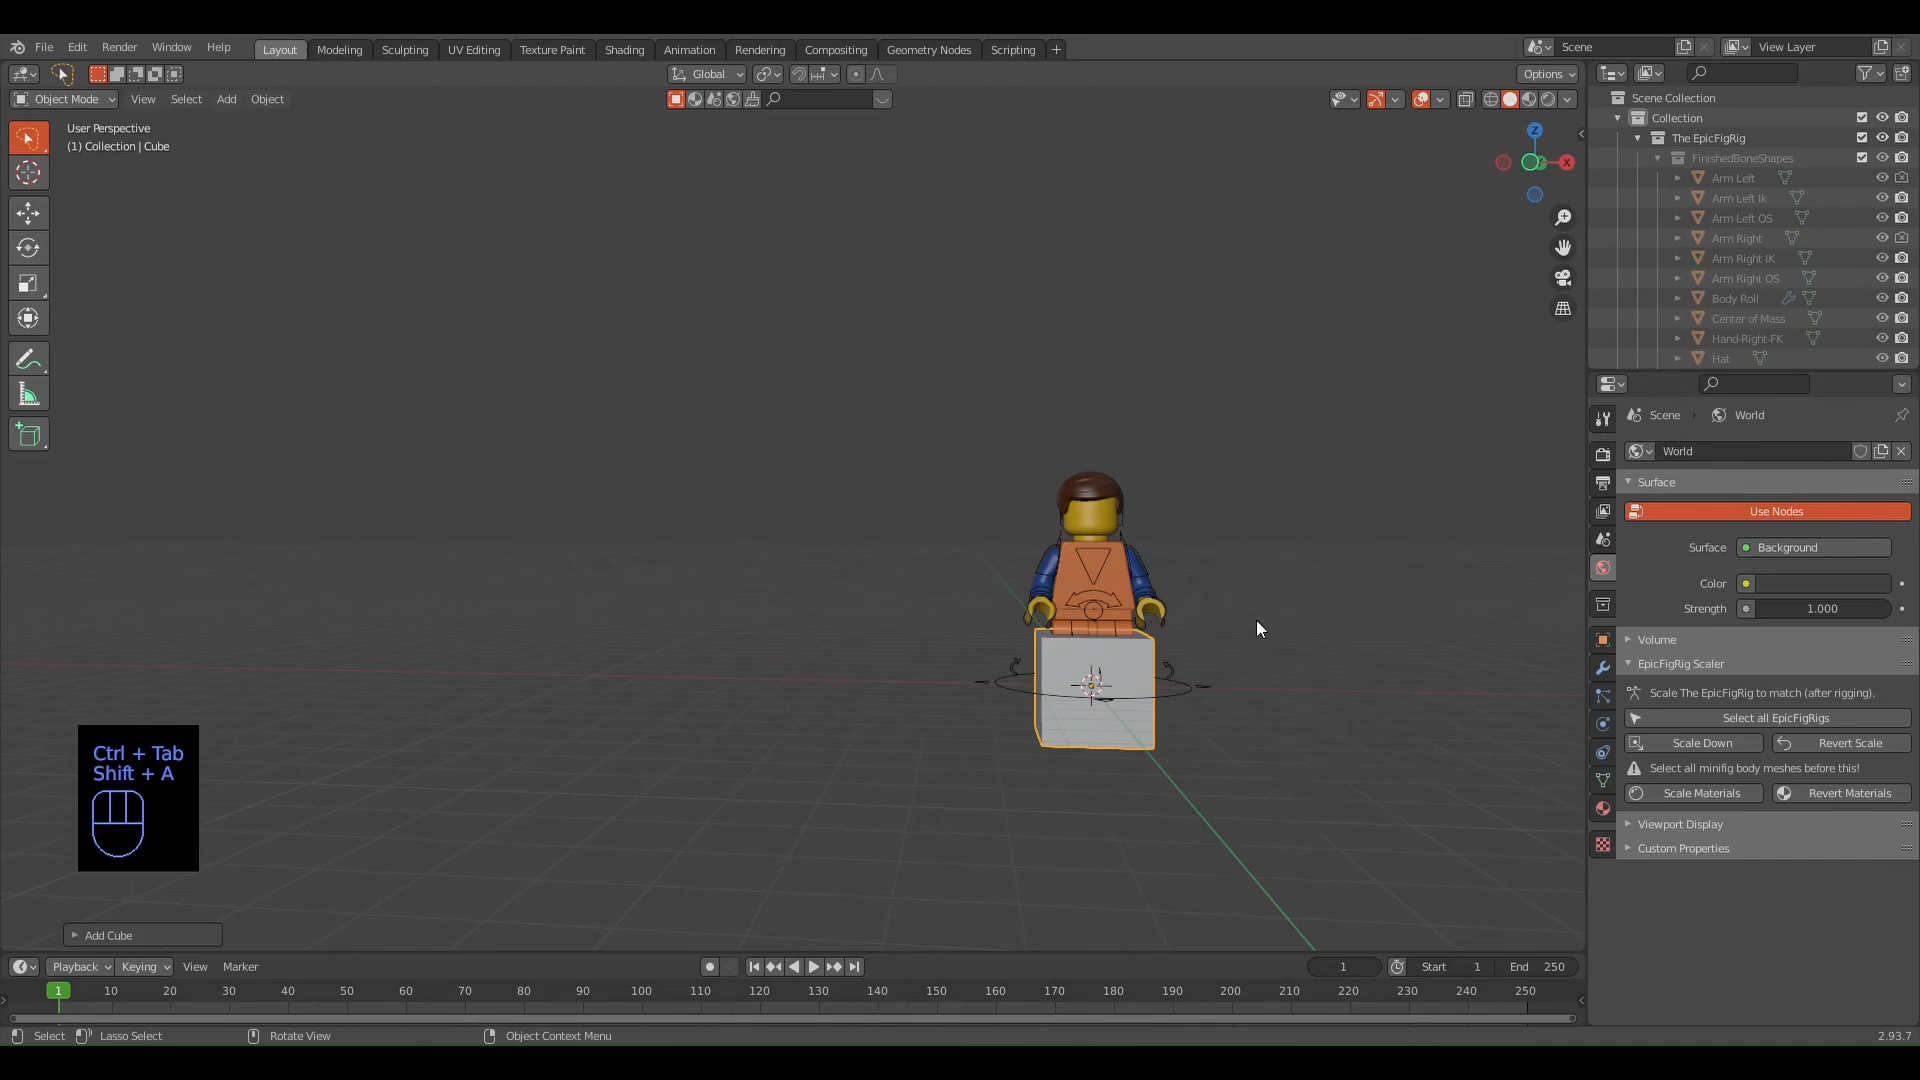 File Edit Render Window Help Layout Modeling Sculpting UV Editing Texture Paint Shading Animation Rendering Compositing Geometry Nodes Scripting + Scene View Layer
Global Options
Object Mode View Select Add Object
User Perspective
(1) Collection | Cube
Z
X
Scene Collection
Collection
The EpicFigRig
FinishedBoneShapes
Arm Left
Arm Left Ik
Arm Left OS
Arm Right
Arm Right IK
Arm Right OS
Body Roll
Center of Mass
Hand-Right-FK
Hat
Scene World
World
Surface
Use Nodes
Surface Background
Color
Strength 1.000
Volume
EpicFigRig Scaler
Scale The EpicFigRig to match (after rigging).
Select all EpicFigRigs
Scale Down Revert Scale
Select all minifig body meshes before this!
Scale Materials Revert Materials
Viewport Display
Custom Properties
Ctrl + Tab
Shift + A
Add Cube
Playback Keying View Marker 1 Start 1 End 250
1 10 20 30 40 50 60 70 80 90 100 110 120 130 140 150 160 170 180 190 200 210 220 230 240 250
Select Lasso Select Rotate View Object Context Menu 2.93.7